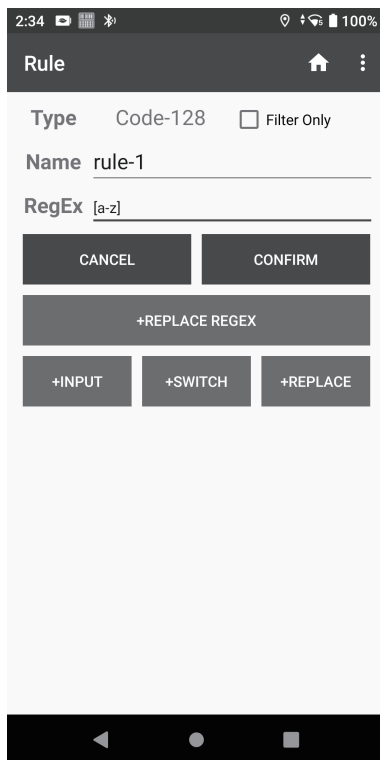 2:34 100%
Rule
Type Code-128 Filter Only
Name rule-1
RegEx [a-z]
CANCEL CONFIRM
+REPLACE REGEX
+INPUT +SWITCH +REPLACE